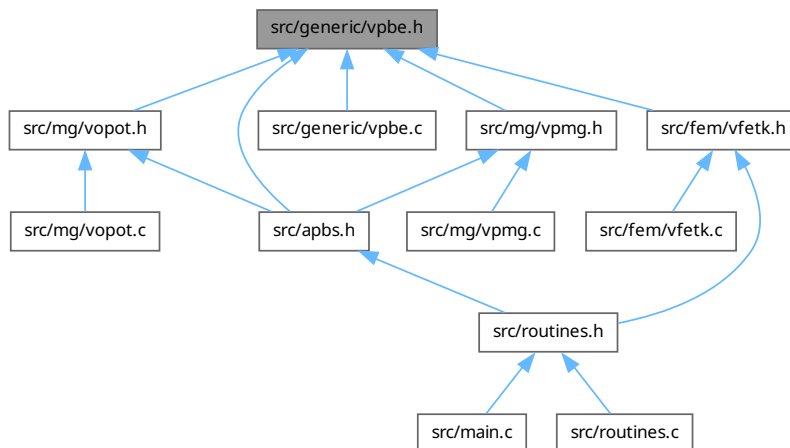 src/generic/vpbe.h
src/mg/vopot.h
src/generic/vpbe.c
src/mg/vpmg.h
src/fem/vfetk.h
src/mg/vopot.c
src/apbs.h
src/mg/vpmg.c
src/fem/vfetk.c
src/routines.h
src/main.c
src/routines.c